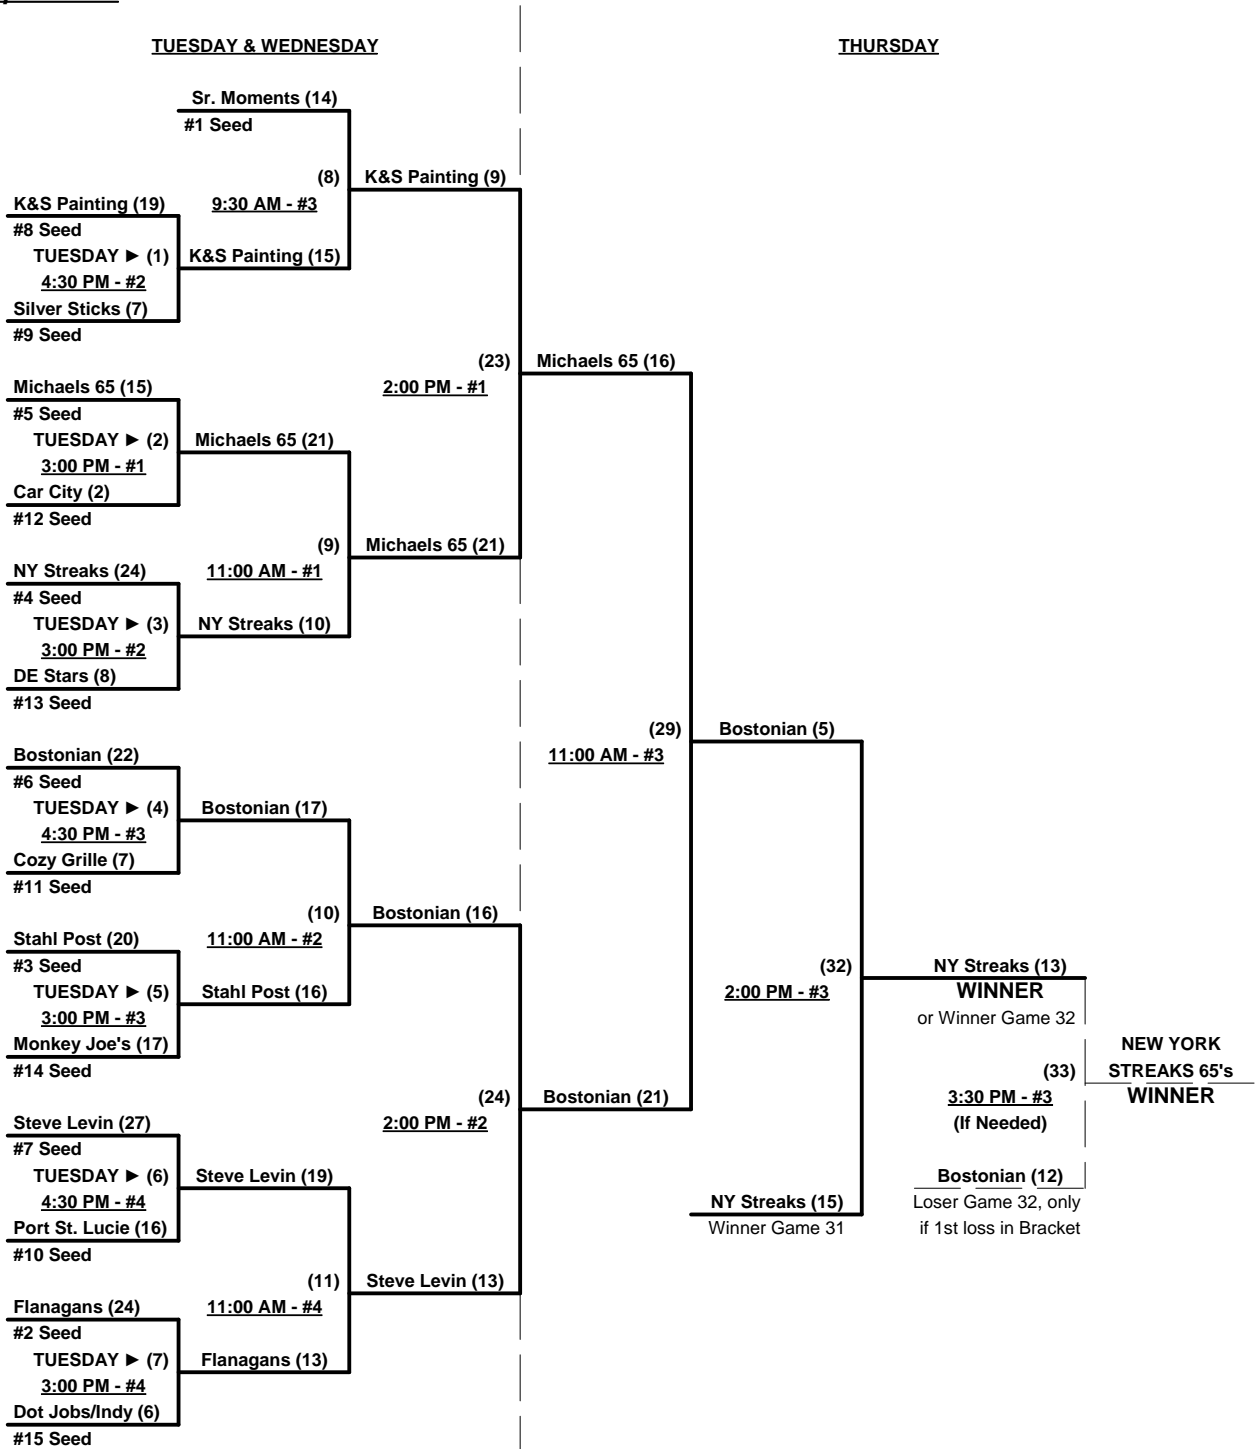 TUESDAY & WEDNESDAY
THURSDAY
Sr. Moments (14)
#1 Seed
(8)
K&S Painting (9)
9:30 AM - #3
K&S Painting (19)
#8 Seed
TUESDAY ► (1)
K&S Painting (15)
4:30 PM - #2
Silver Sticks (7)
#9 Seed
(23)
Michaels 65 (16)
2:00 PM - #1
Michaels 65 (15)
#5 Seed
TUESDAY ► (2)
Michaels 65 (21)
3:00 PM - #1
Car City (2)
#12 Seed
(9)
Michaels 65 (21)
11:00 AM - #1
NY Streaks (24)
#4 Seed
TUESDAY ► (3)
NY Streaks (10)
3:00 PM - #2
DE Stars (8)
#13 Seed
(29)
Bostonian (5)
11:00 AM - #3
Bostonian (22)
#6 Seed
TUESDAY ► (4)
Bostonian (17)
4:30 PM - #3
Cozy Grille (7)
#11 Seed
(10)
Bostonian (16)
11:00 AM - #2
Stahl Post (20)
#3 Seed
TUESDAY ► (5)
Stahl Post (16)
3:00 PM - #3
Monkey Joe's (17)
#14 Seed
(32)
2:00 PM - #3
NY Streaks (13)
WINNER
or Winner Game 32
NEW YORK
STREAKS 65's
WINNER
(33)
3:30 PM - #3
(If Needed)
(24)
Bostonian (21)
2:00 PM - #2
Steve Levin (27)
#7 Seed
TUESDAY ► (6)
Steve Levin (19)
4:30 PM - #4
Port St. Lucie (16)
#10 Seed
NY Streaks (15)
Winner Game 31
Bostonian (12)
Loser Game 32, only
if 1st loss in Bracket
(11)
Steve Levin (13)
11:00 AM - #4
Flanagans (24)
#2 Seed
TUESDAY ► (7)
Flanagans (13)
3:00 PM - #4
Dot Jobs/Indy (6)
#15 Seed